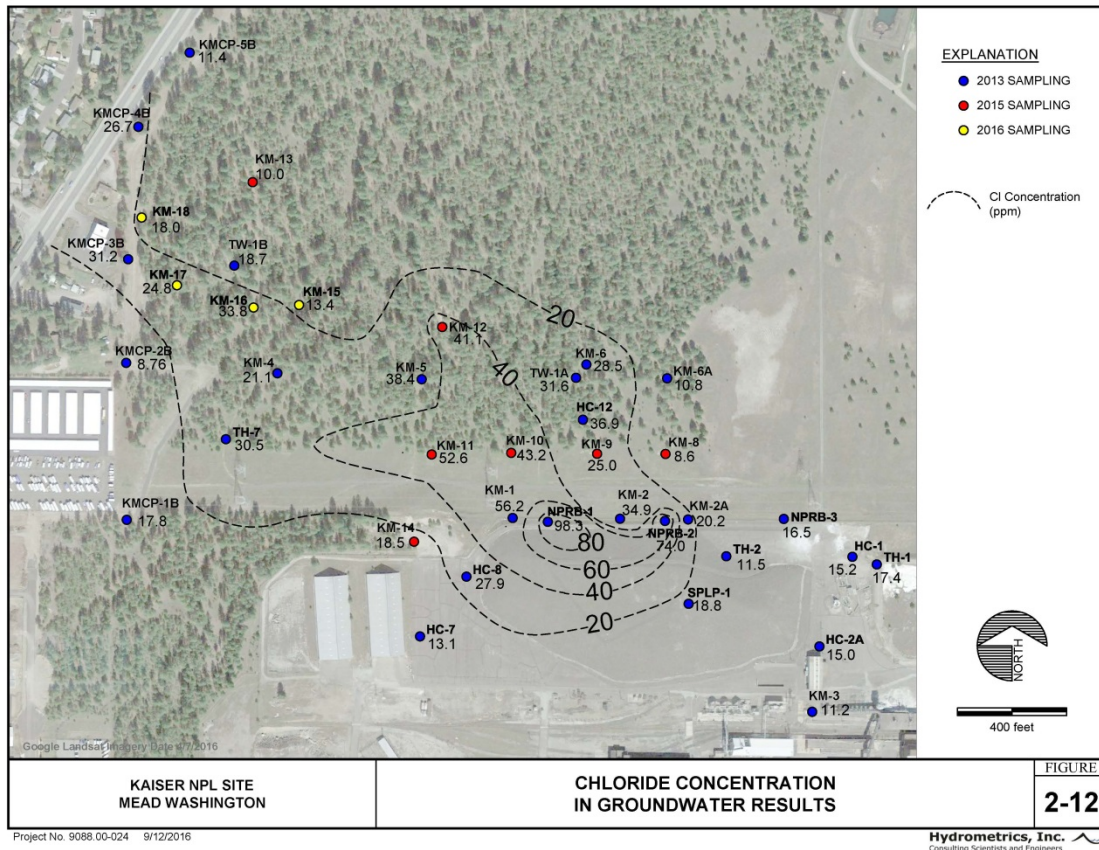 KMCP-5B
11.4
KMCP-4B
26.7
KM-13
10.0
KM-18
18.0
KMCP-3B
31.2
TW-1B
18.7
KM-17
24.8
KM-16
33.8
KM-15
13.4
20
KM-12
41.1
KMCP-2B
8.76
KM-4
21.1
KM-5
38.4
40
KM-6
28.5
TW-1A
31.6
KM-6A
10.8
HC-12
36.9
TH-7
30.5
KM-11
52.6
KM-10
43.2
KM-9
25.0
KM-8
8.6
KMCP-1B
17.8
KM-1
56.2
NPRB-1
98.3
KM-2
34.9
KM-2A
20.2
NPRB-2
74.0
NPRB-3
16.5
KM-14
18.5
80
60
40
20
HC-8
27.9
TH-2
11.5
HC-1
15.2
TH-1
17.4
SPLP-1
18.8
HC-7
13.1
HC-2A
15.0
KM-3
11.2
EXPLANATION
2013 SAMPLING
2015 SAMPLING
2016 SAMPLING
Cl Concentration
(ppm)
NORTH
400 feet
KAISER NPL SITE
MEAD WASHINGTON
CHLORIDE CONCENTRATION
IN GROUNDWATER RESULTS
FIGURE
2-12
Project No. 9088.00-024 9/12/2016
Hydrometrics, Inc.
Consulting Scientists and Engineers